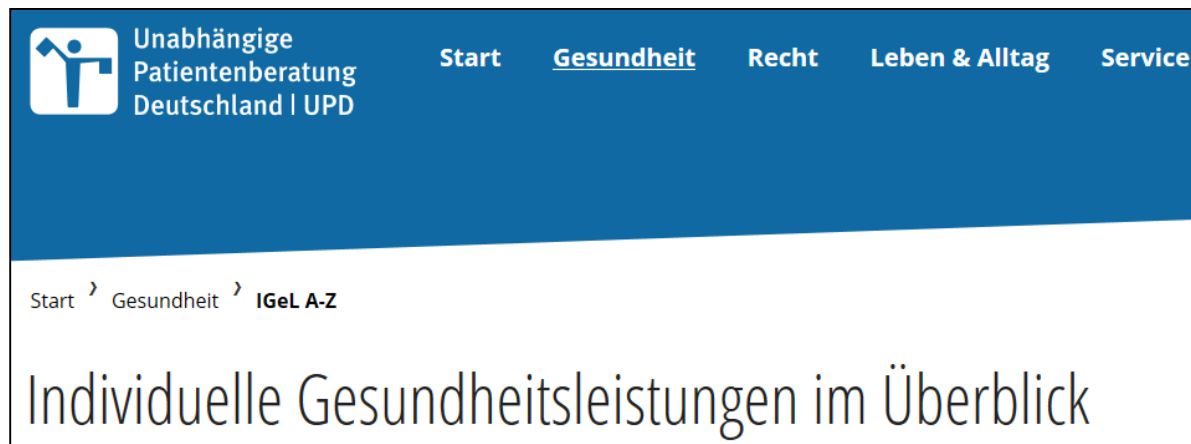 Unabhängige
Patientenberatung
Deutschland | UPD
Start Gesundheit Recht Leben & Alltag Service
Start › Gesundheit › IGeL A-Z
Individuelle Gesundheitsleistungen im Überblick